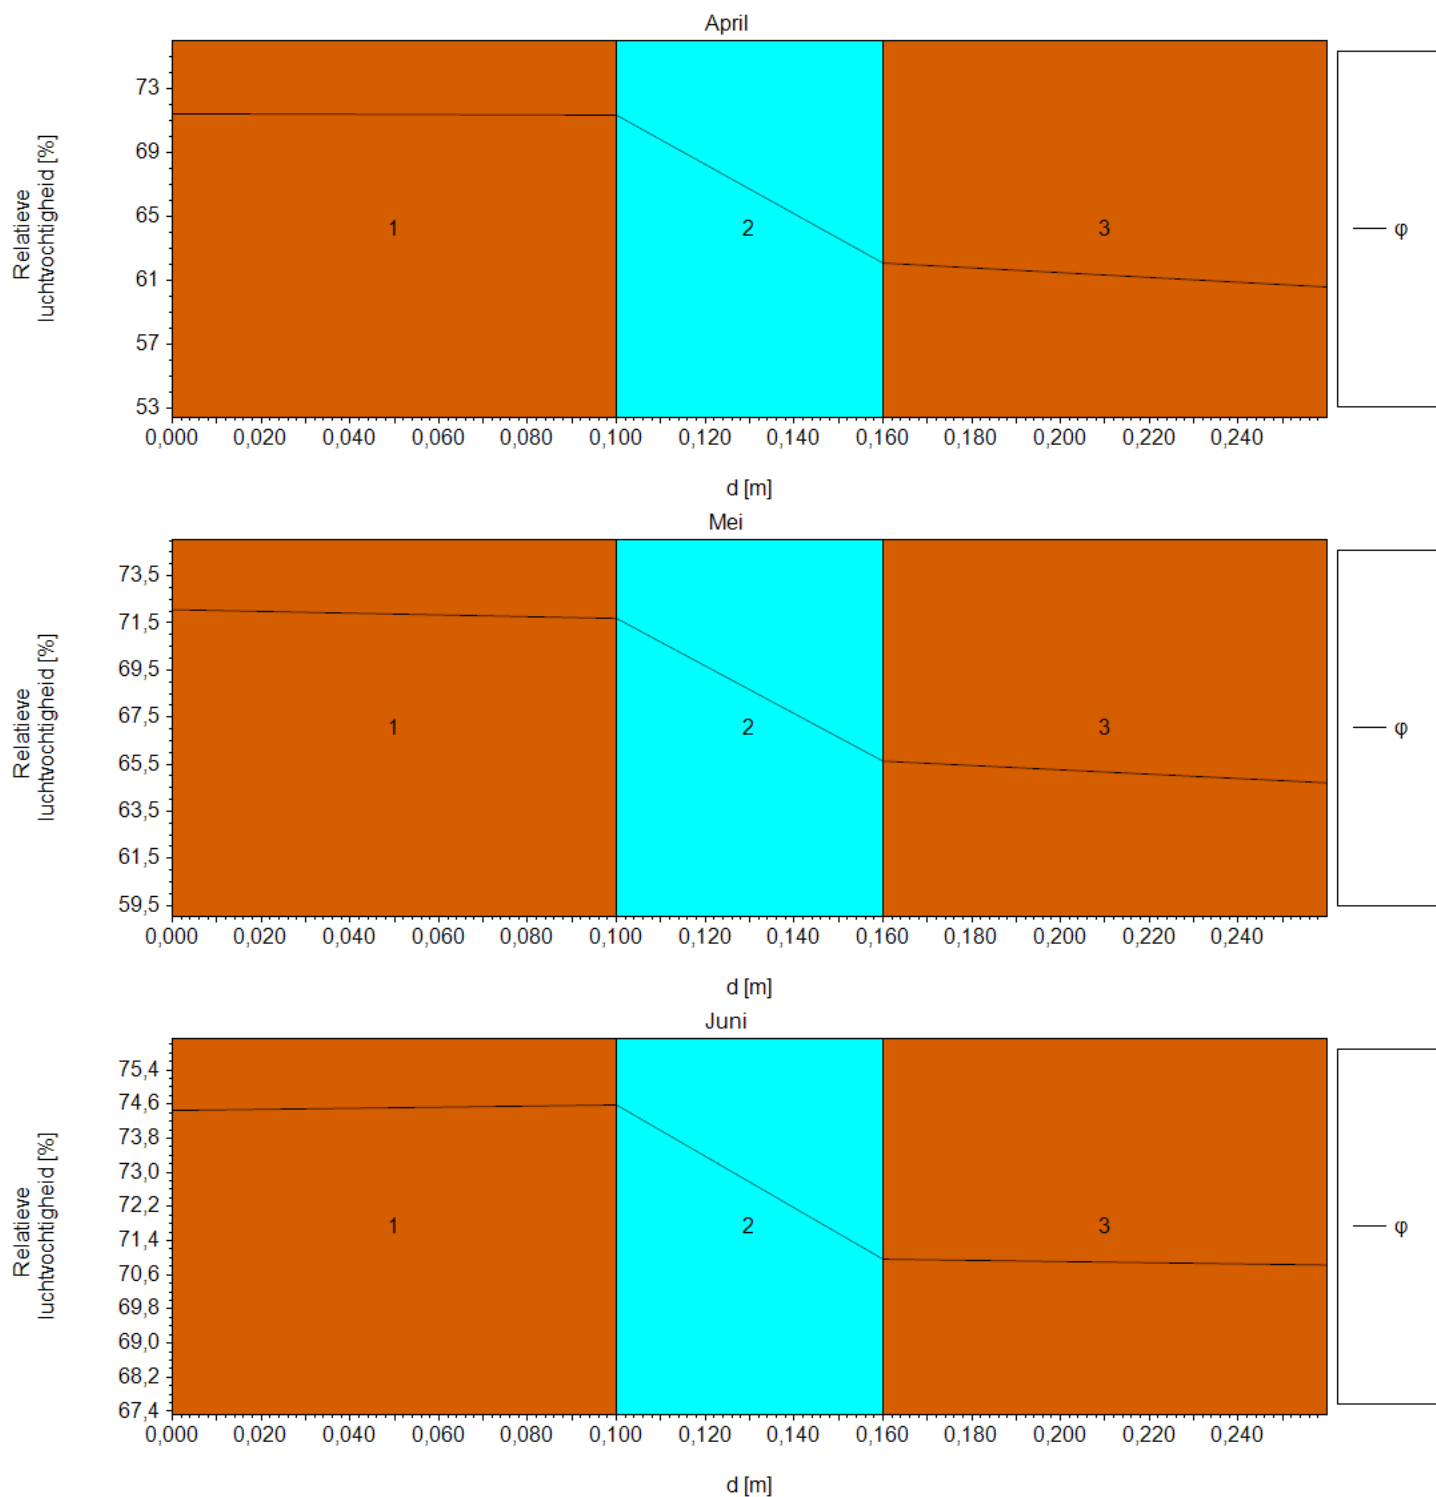 April
Relatieve
luchtvochtigheid [%]
73
69
65
61
57
53
1
2
3
φ
0,000 0,020 0,040 0,060 0,080 0,100 0,120 0,140 0,160 0,180 0,200 0,220 0,240
d [m]
Mei
Relatieve
luchtvochtigheid [%]
73,5
71,5
69,5
67,5
65,5
63,5
61,5
59,5
1
2
3
φ
0,000 0,020 0,040 0,060 0,080 0,100 0,120 0,140 0,160 0,180 0,200 0,220 0,240
d [m]
Juni
Relatieve
luchtvochtigheid [%]
75,4
74,6
73,8
73,0
72,2
71,4
70,6
69,8
69,0
68,2
67,4
1
2
3
φ
0,000 0,020 0,040 0,060 0,080 0,100 0,120 0,140 0,160 0,180 0,200 0,220 0,240
d [m]